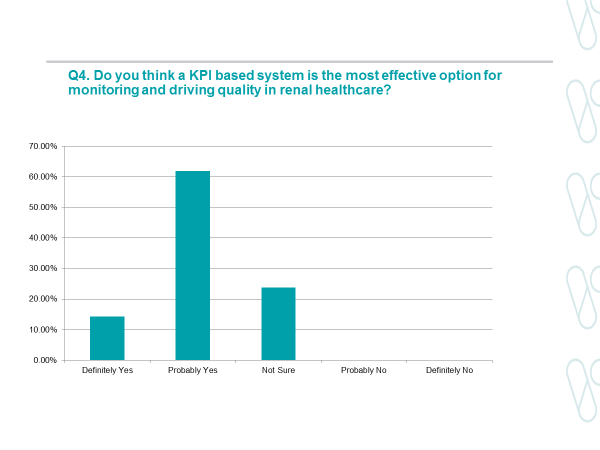 Q4. Do you think a KPI based system is the most effective option for
monitoring and driving quality in renal healthcare?
70.00%
60.00%
50.00%
40.00%
30.00%
20.00%
10.00%
0.00%
Definitely Yes
Probably Yes
Not Sure
Probably No
Definitely No